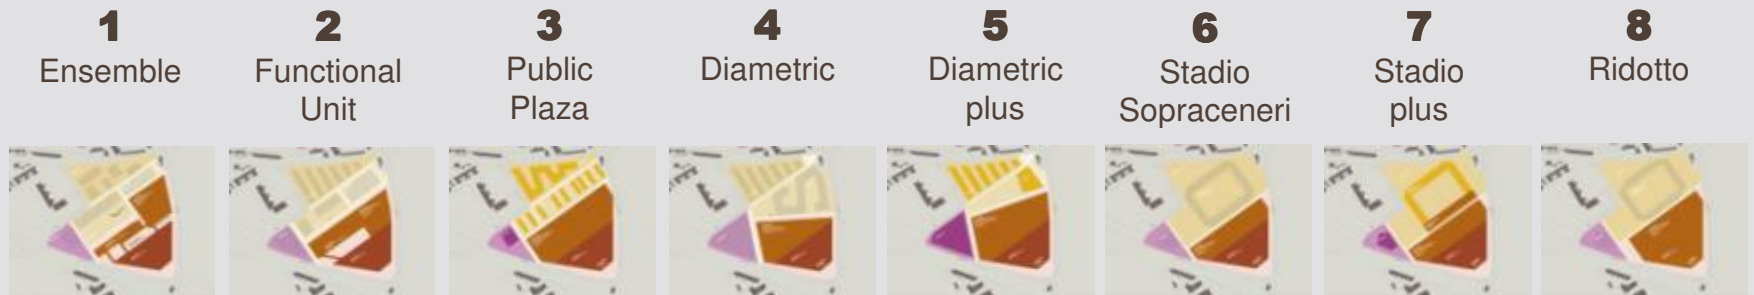 1
Ensemble
2
Functional
Unit
3
Public
Plaza
4
Diametric
5
Diametric
plus
6
Stadio
Sopraceneri
7
Stadio
plus
8
Ridotto